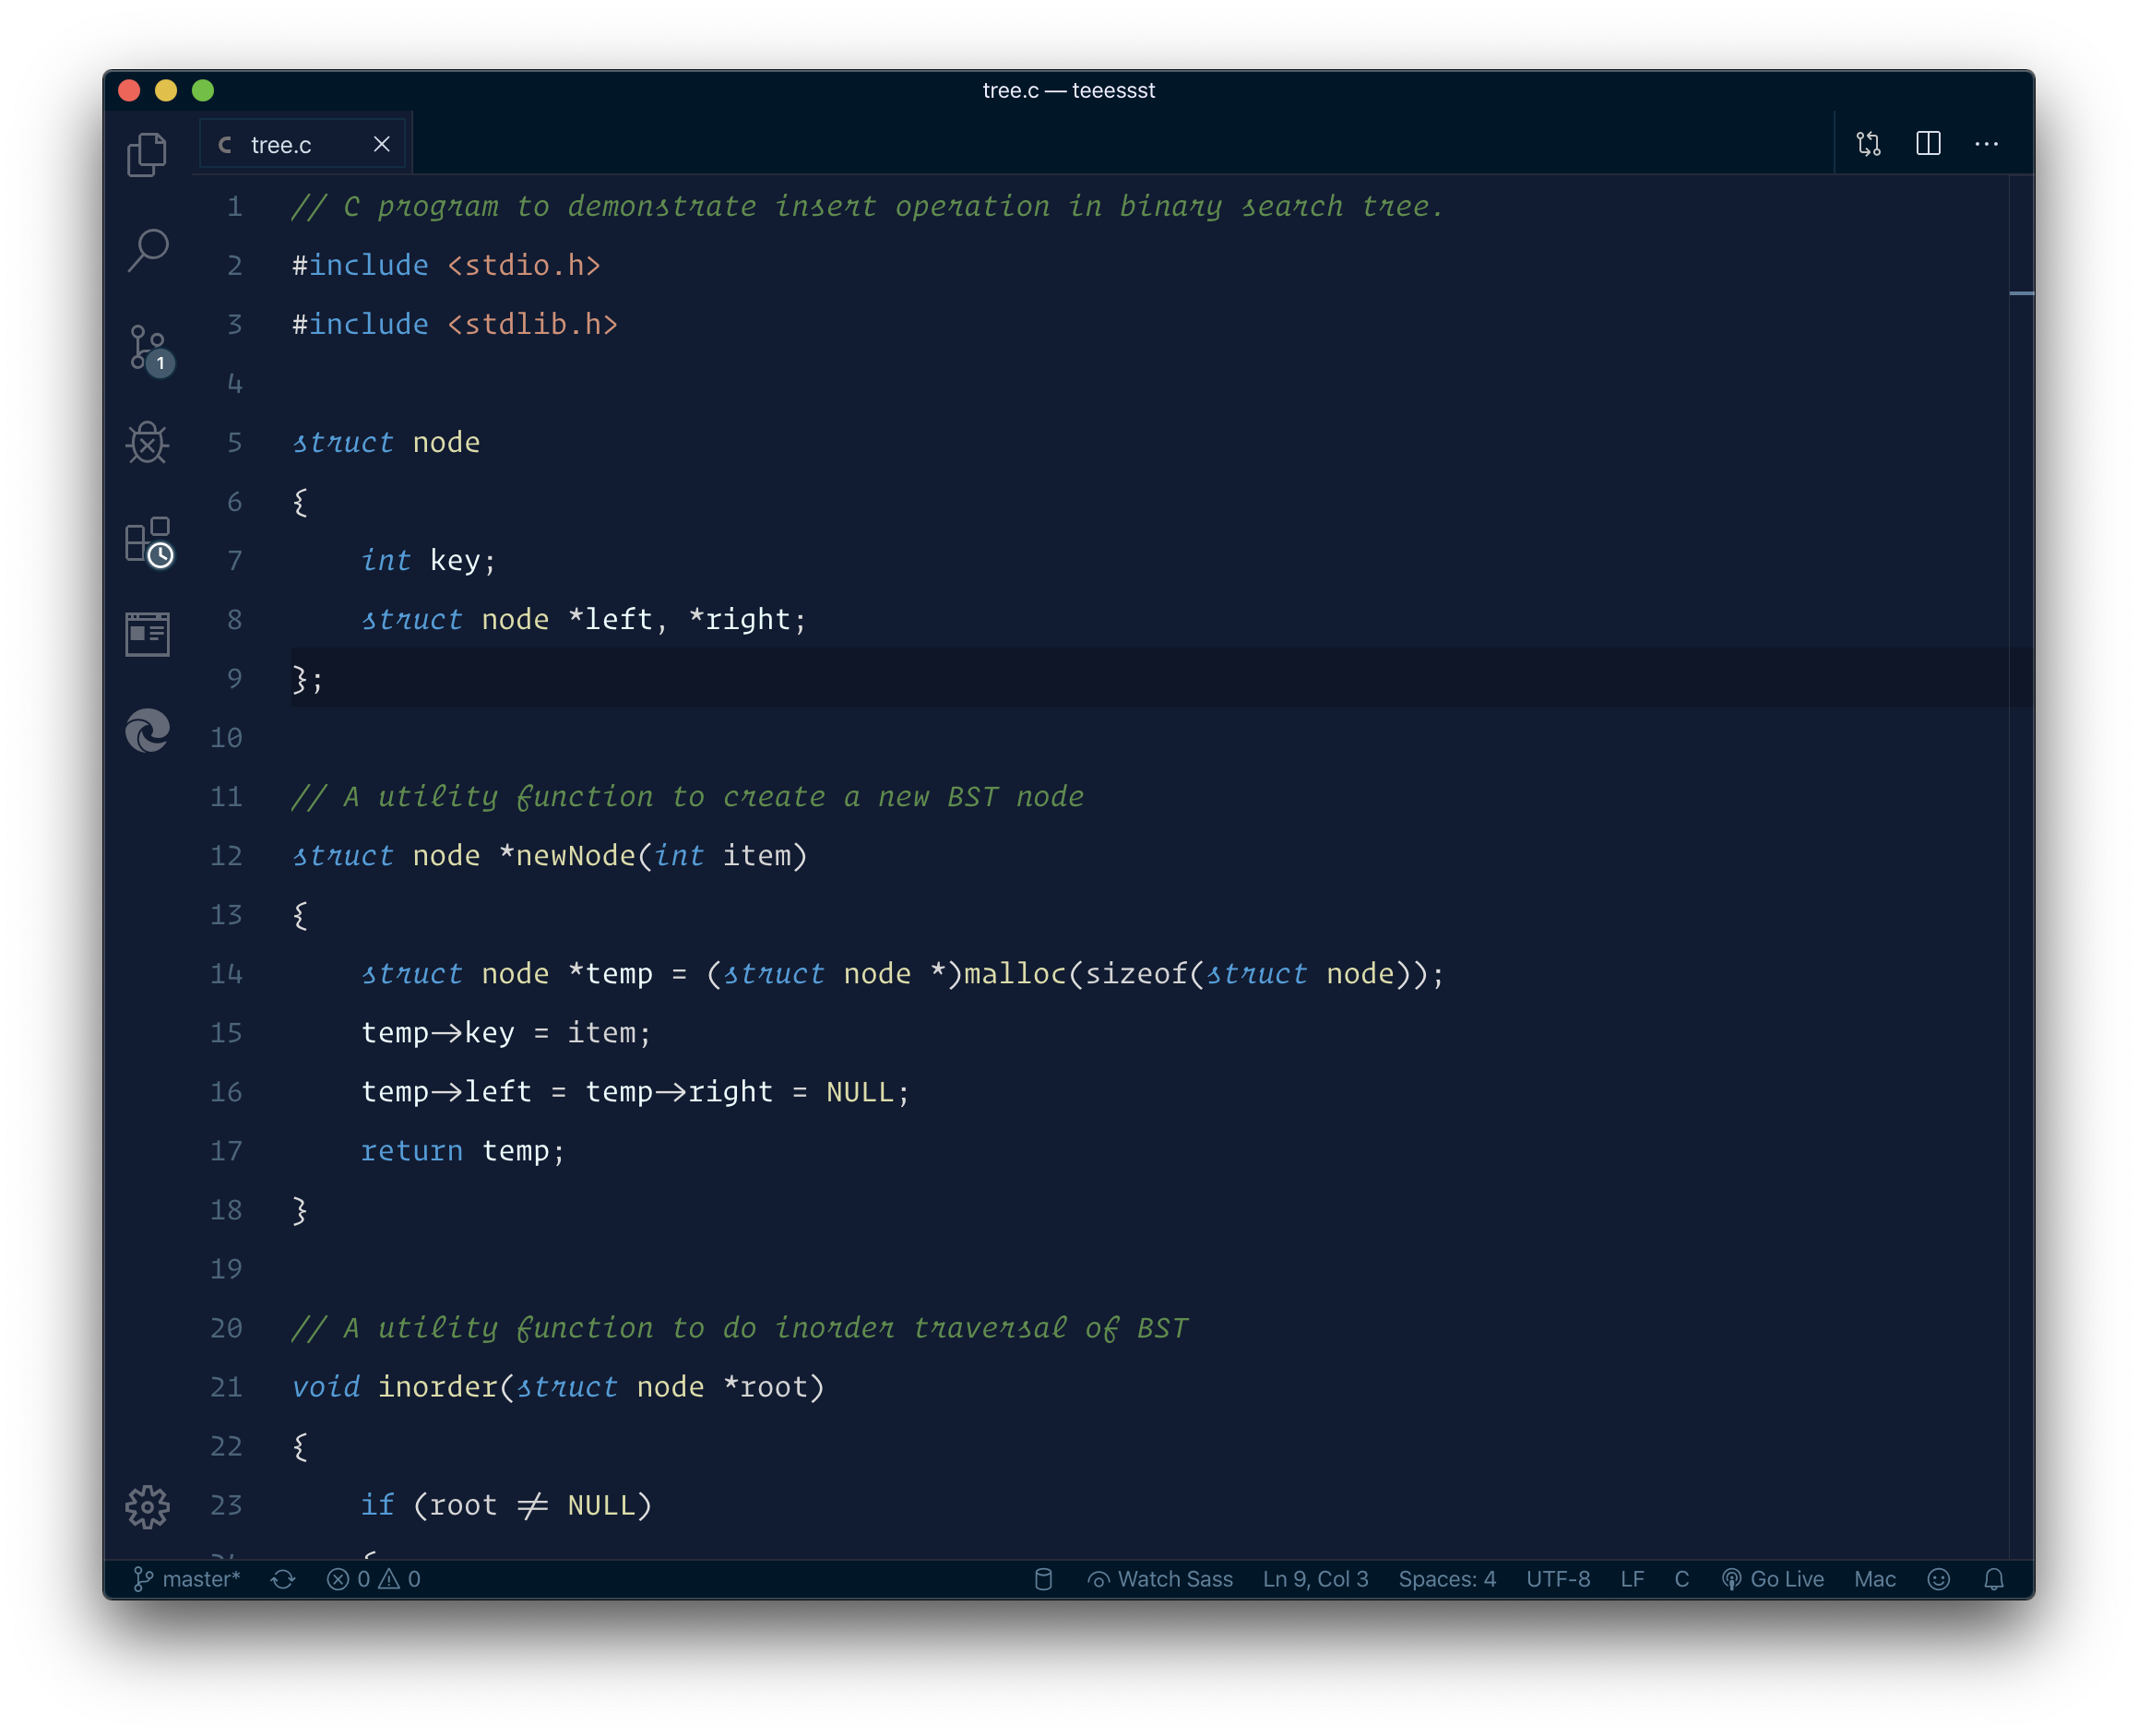 tree.c — teeessst
tree.c
1 // C program to demonstrate insert operation in binary search tree.
2 #include <stdio.h>
3 #include <stdlib.h>
4
5 struct node
6 {
7     int key;
8     struct node *left, *right;
9 };
10
11 // A utility function to create a new BST node
12 struct node *newNode(int item)
13 {
14     struct node *temp = (struct node *)malloc(sizeof(struct node));
15     temp->key = item;
16     temp->left = temp->right = NULL;
17     return temp;
18 }
19
20 // A utility function to do inorder traversal of BST
21 void inorder(struct node *root)
22 {
23     if (root != NULL)
{
1
master* 0 0 Watch Sass Ln 9, Col 3 Spaces: 4 UTF-8 LF C Go Live Mac